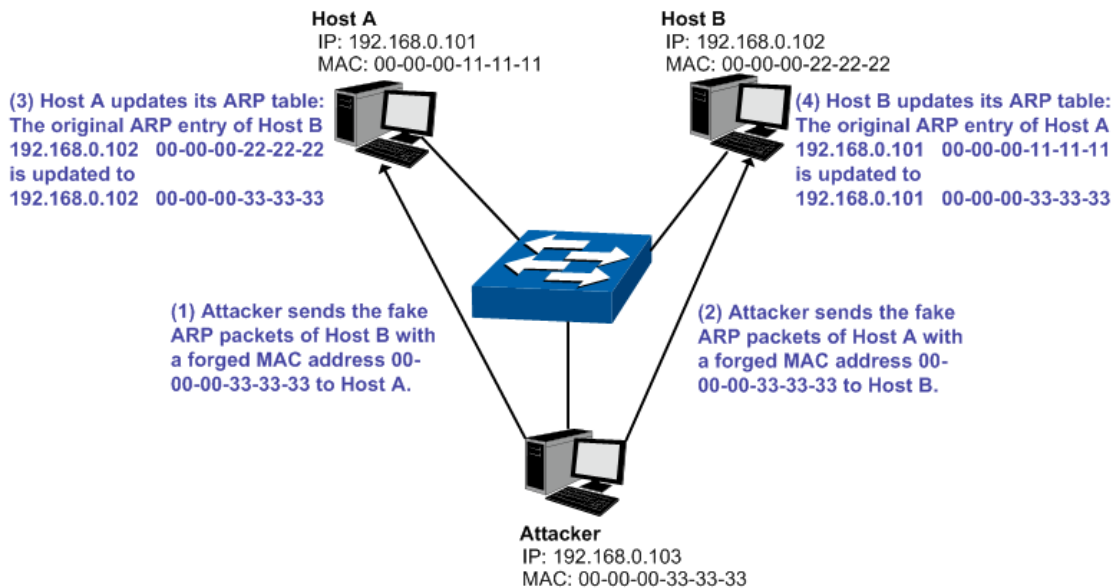 Host A
IP: 192.168.0.101
MAC: 00-00-00-11-11-11
Host B
IP: 192.168.0.102
MAC: 00-00-00-22-22-22
(3) Host A updates its ARP table:
The original ARP entry of Host B
192.168.0.102 00-00-00-22-22-22
is updated to
192.168.0.102 00-00-00-33-33-33
(4) Host B updates its ARP table:
The original ARP entry of Host A
192.168.0.101 00-00-00-11-11-11
is updated to
192.168.0.101 00-00-00-33-33-33
(1) Attacker sends the fake
ARP packets of Host B with
a forged MAC address 00-
00-00-33-33-33 to Host A.
(2) Attacker sends the fake
ARP packets of Host A with
a forged MAC address 00-
00-00-33-33-33 to Host B.
Attacker
IP: 192.168.0.103
MAC: 00-00-00-33-33-33